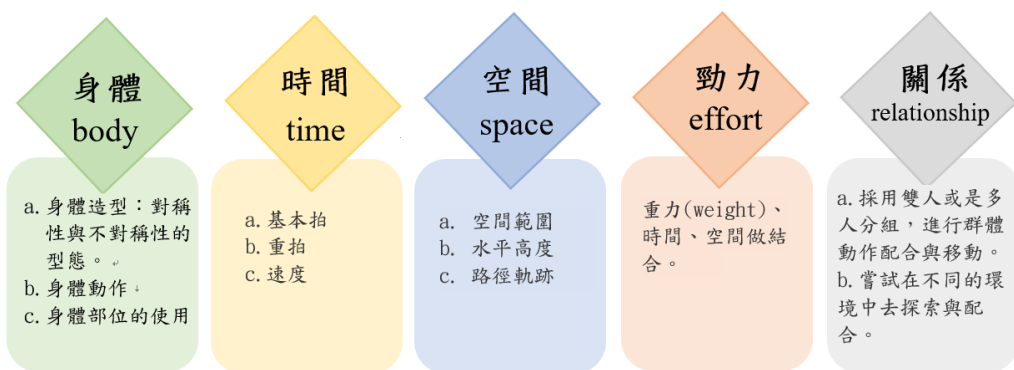 身體
body
a. 身體造型：對稱
性與不對稱性的
型態。
b. 身體動作
c. 身體部位的使用
時間
time
a. 基本拍
b. 重拍
c. 速度
空間
space
a. 空間範圍
b. 水平高度
c. 路徑軌跡
勁力
effort
重力(weight)、
時間、空間做結
合。
關係
relationship
a. 採用雙人或是多
人分組，進行群體
動作配合與移動。
b. 嘗試在不同的環
境中去探索與配
合。